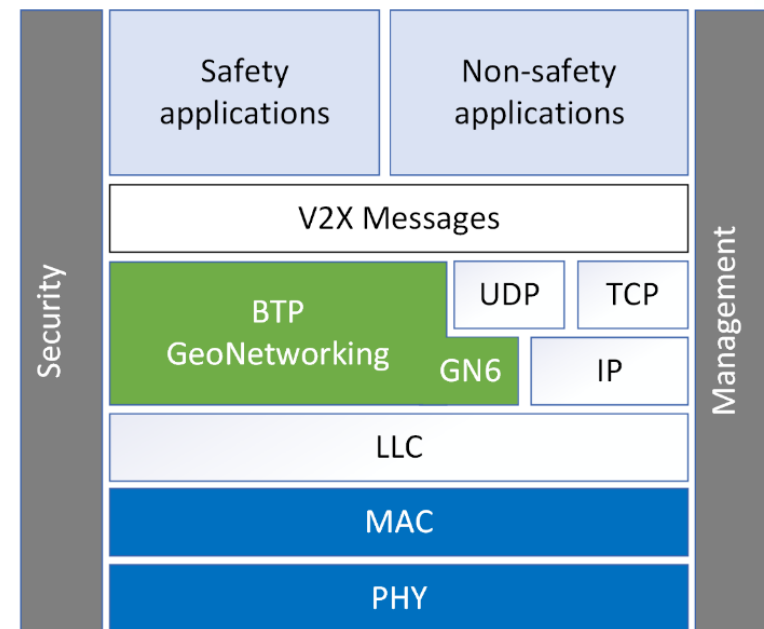 Security
Safety
applications
Non-safety
applications
Management
V2X Messages
BTP
GeoNetworking
GN6
UDP
TCP
IP
LLC
MAC
PHY